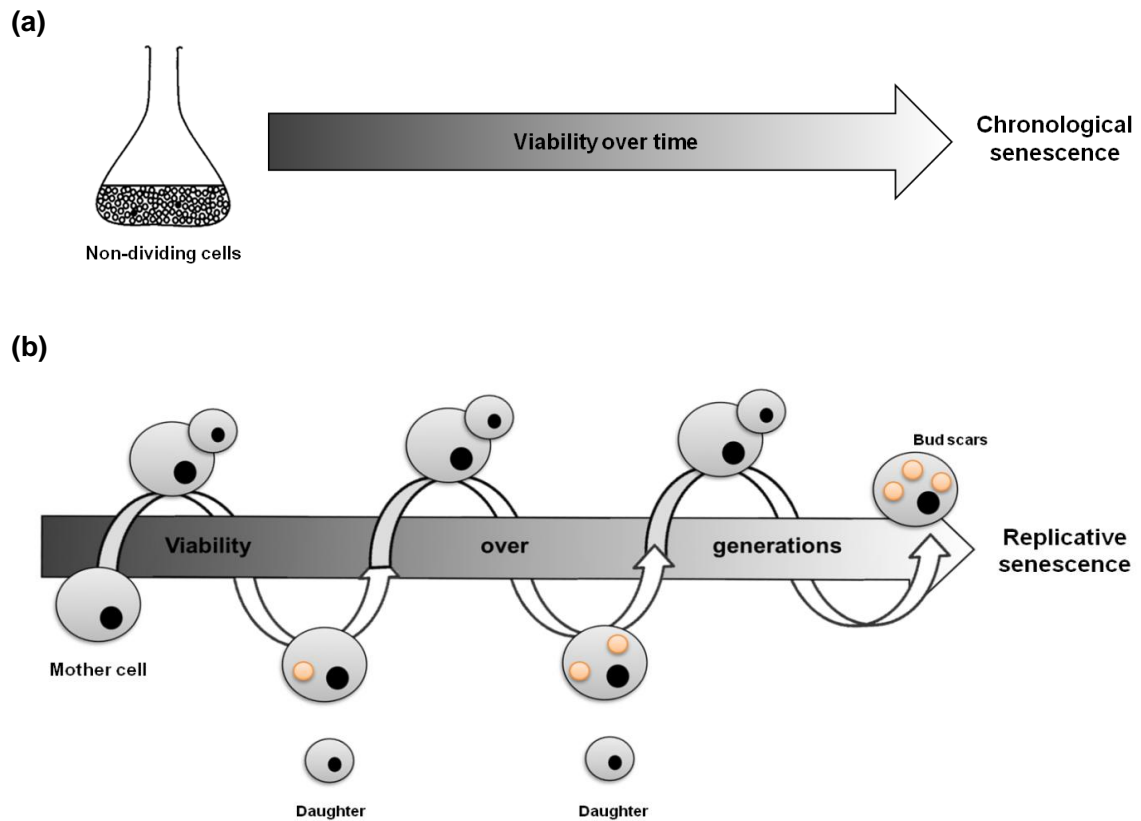 (a)
Viability over time
Chronological
senescence
Non-dividing cells
(b)
Bud scars
Viability over generations
Replicative
senescence
Mother cell
Daughter
Daughter